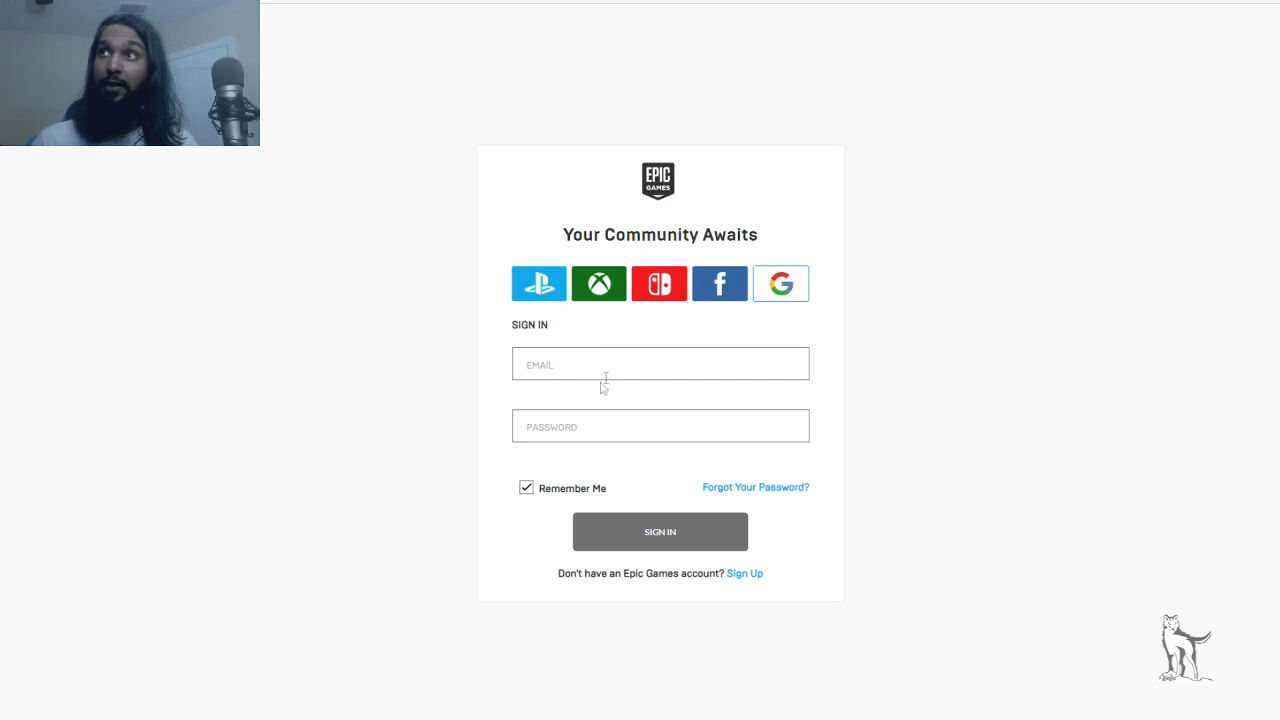 EPIC
GAMES
Your Community Awaits
SIGN IN
EMAIL
PASSWORD
Remember Me
Forgot Your Password?
SIGN IN
Don't have an Epic Games account? Sign Up